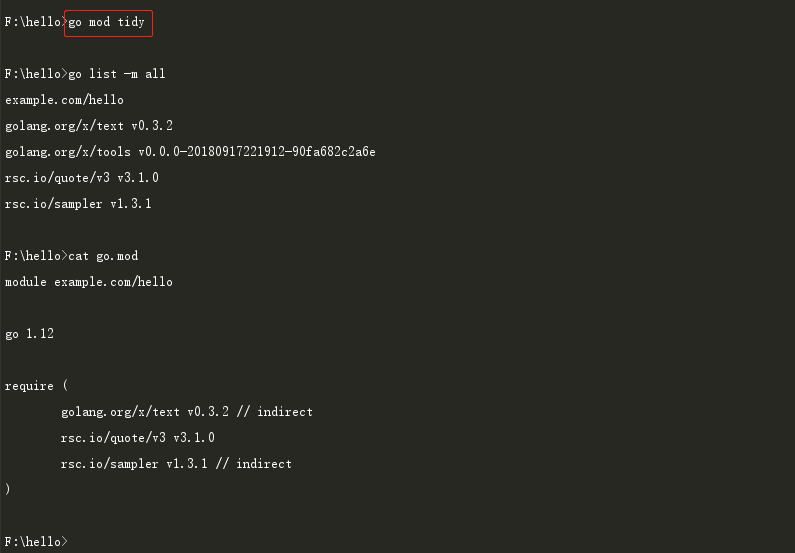 F:\hello>go mod tidy
F:\hello>go list -m all
example.com/hello
golang.org/x/text v0.3.2
golang.org/x/tools v0.0.0-20180917221912-90fa682c2a6e
rsc.io/quote/v3 v3.1.0
rsc.io/sampler v1.3.1
F:\hello>cat go.mod
module example.com/hello
go 1.12
require (
golang.org/x/text v0.3.2 // indirect
rsc.io/quote/v3 v3.1.0
rsc.io/sampler v1.3.1 // indirect
)
F:\hello>